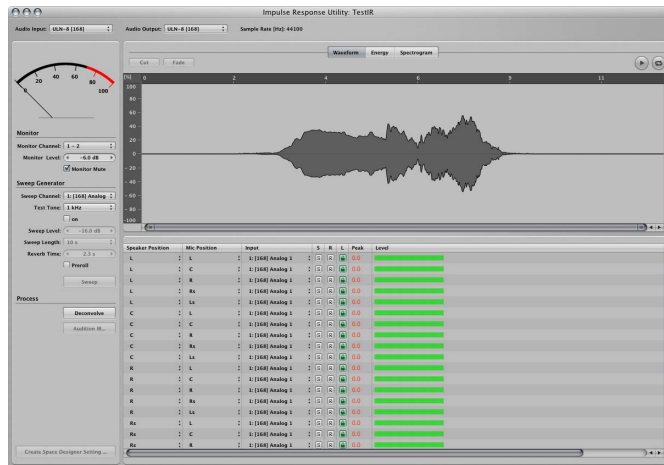 Impulse Response Utility: TestIR
Audio Input: ULN-8 [168] Audio Output: ULN-8 [168] Sample Rate [Hz]: 44100
Waveform Energy Spectrogram
Cut Fade
[%] 0 2 4 6 9 11
100
80
60
40
20
0
-20
-40
-60
-80
-100
0 20 40 60 80 100
Monitor
Monitor Channel: 1 - 2
Monitor Level: -6.0 dB
Monitor Mute
Sweep Generator
Sweep Channel: 1: [168] Analog
Test Tone: 1 kHz
on
Sweep Level: -16.0 dB
Sweep Length: 10 s
Reverb Time: 2.3 s
Preroll
Sweep
Process
Deconvolve
Audition M...
Create Space Designer Setting ...
Speaker Position Mic Position Input S R L Peak Level
L L 1: [168] Analog 1 S R 0.0
L C 1: [168] Analog 1 S R 0.0
L R 1: [168] Analog 1 S R 0.0
L Rs 1: [168] Analog 1 S R 0.0
L Ls 1: [168] Analog 1 S R 0.0
C L 1: [168] Analog 1 S R 0.0
C C 1: [168] Analog 1 S R 0.0
C R 1: [168] Analog 1 S R 0.0
C Rs 1: [168] Analog 1 S R 0.0
C Ls 1: [168] Analog 1 S R 0.0
R L 1: [168] Analog 1 S R 0.0
R C 1: [168] Analog 1 S R 0.0
R R 1: [168] Analog 1 S R 0.0
R Rs 1: [168] Analog 1 S R 0.0
R Ls 1: [168] Analog 1 S R 0.0
Rs L 1: [168] Analog 1 S R 0.0
Rs C 1: [168] Analog 1 S R 0.0
Rs R 1: [168] Analog 1 S R 0.0